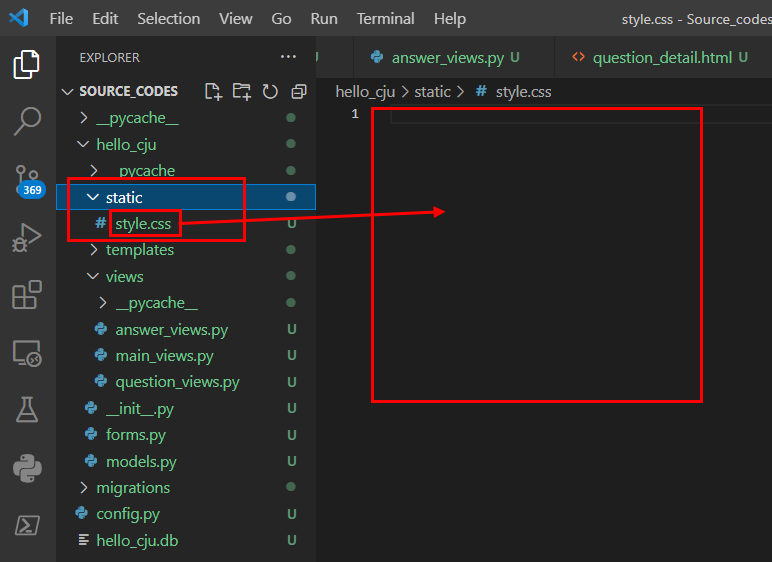 File Edit Selection View Go Run Terminal Help style.css - Source_codes
EXPLORER
answer_views.py U question_detail.html U
SOURCE_CODES
hello_cju > static > # style.css
1
__pycache__
hello_cju
__pycache__
static
# style.css U
templates
views
__pycache__
answer_views.py U
main_views.py U
question_views.py U
__init__.py U
forms.py U
models.py U
migrations
config.py U
hello_cju.db U
369